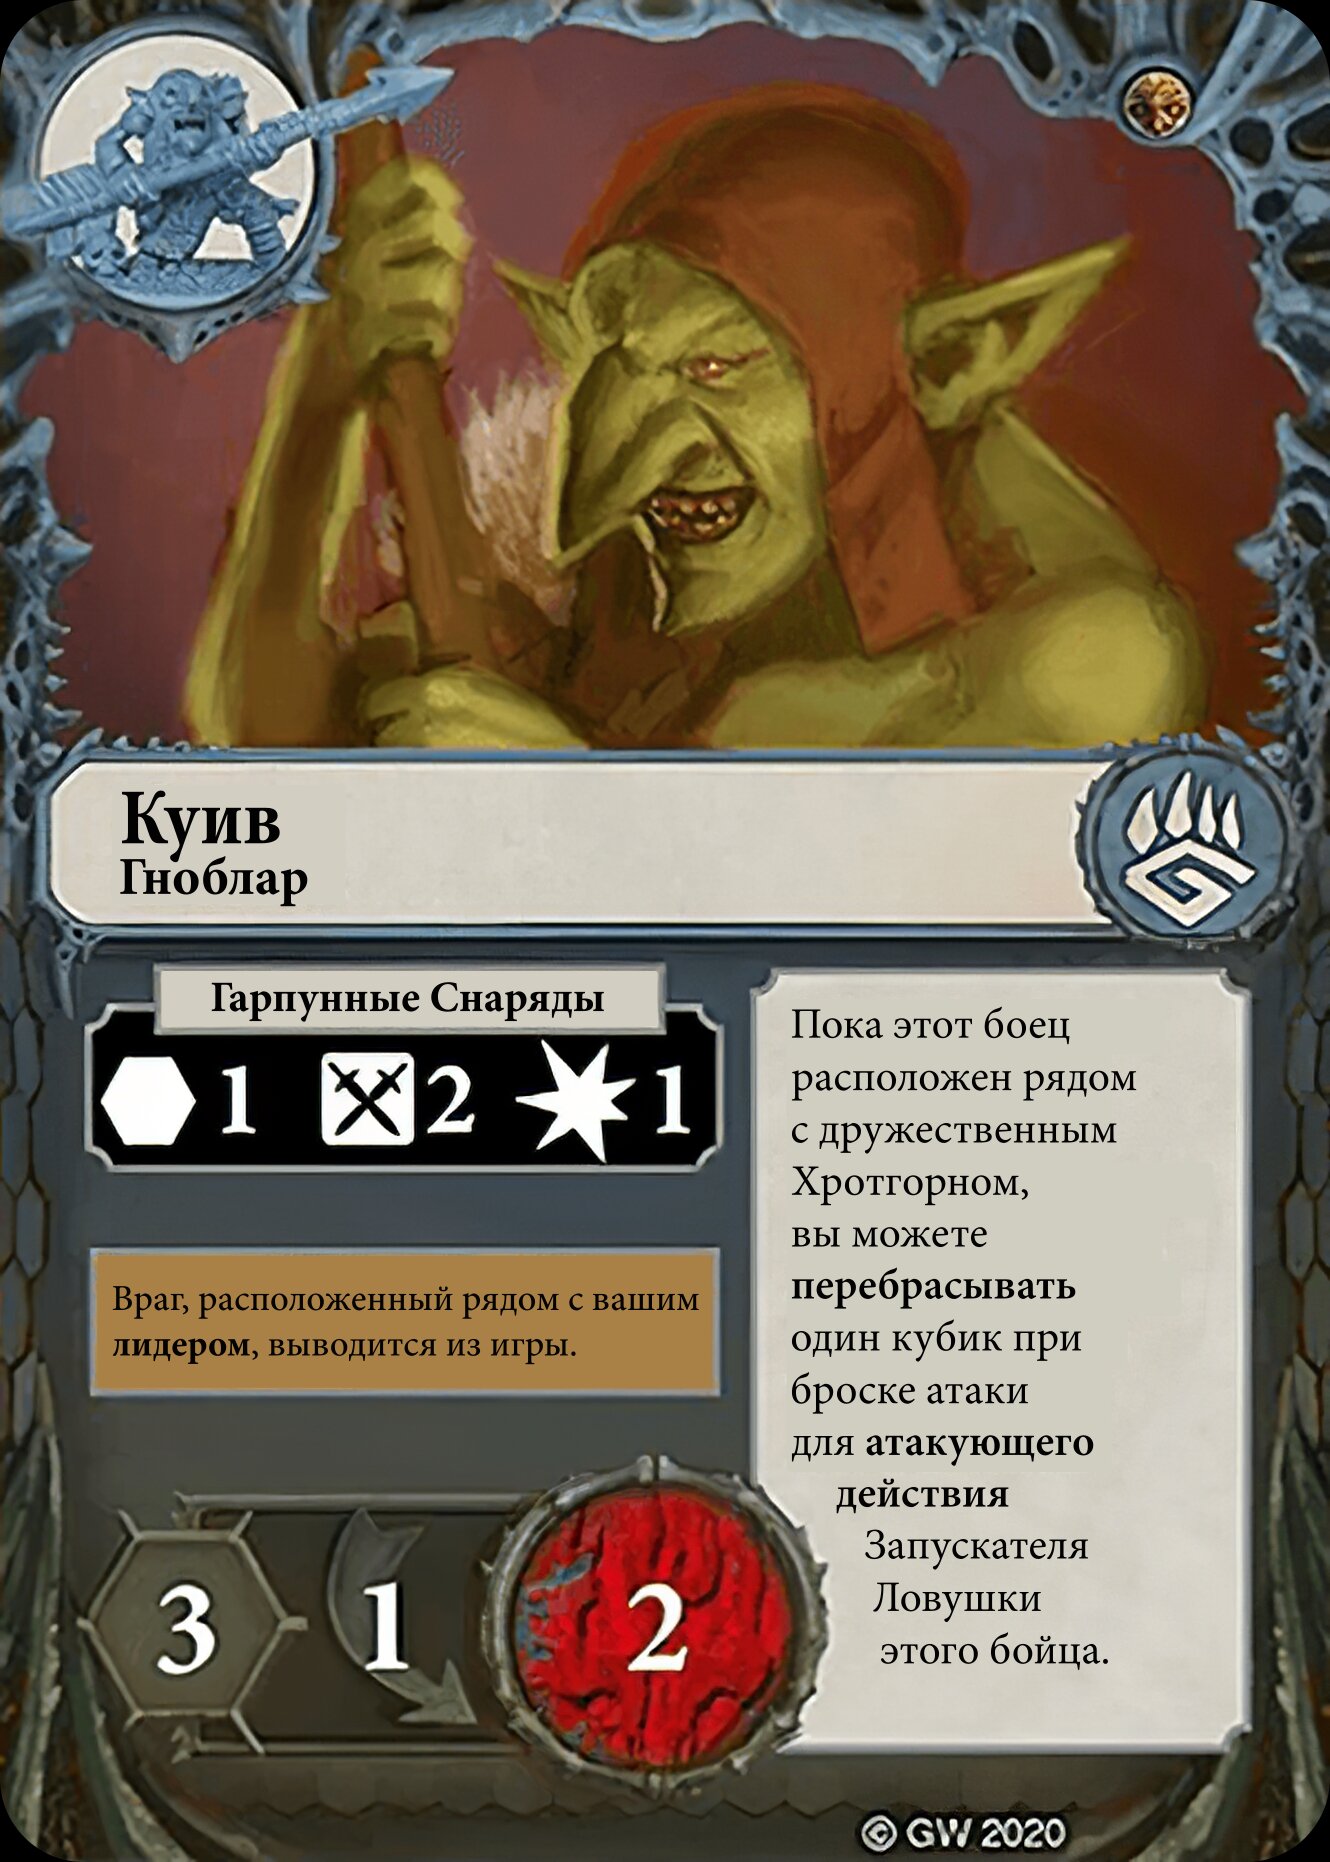 Куив
Гноблар
Гарпунные Снаряды
1 2 1
Враг, расположенный рядом с вашим
лидером, выводится из игры.
3 1 2
Пока этот боец
расположен рядом
с дружественным
Хротгорном,
вы можете
перебрасывать
один кубик при
броске атаки
для атакующего
действия
Запускателя
Ловушки
этого бойца.
© GW 2020